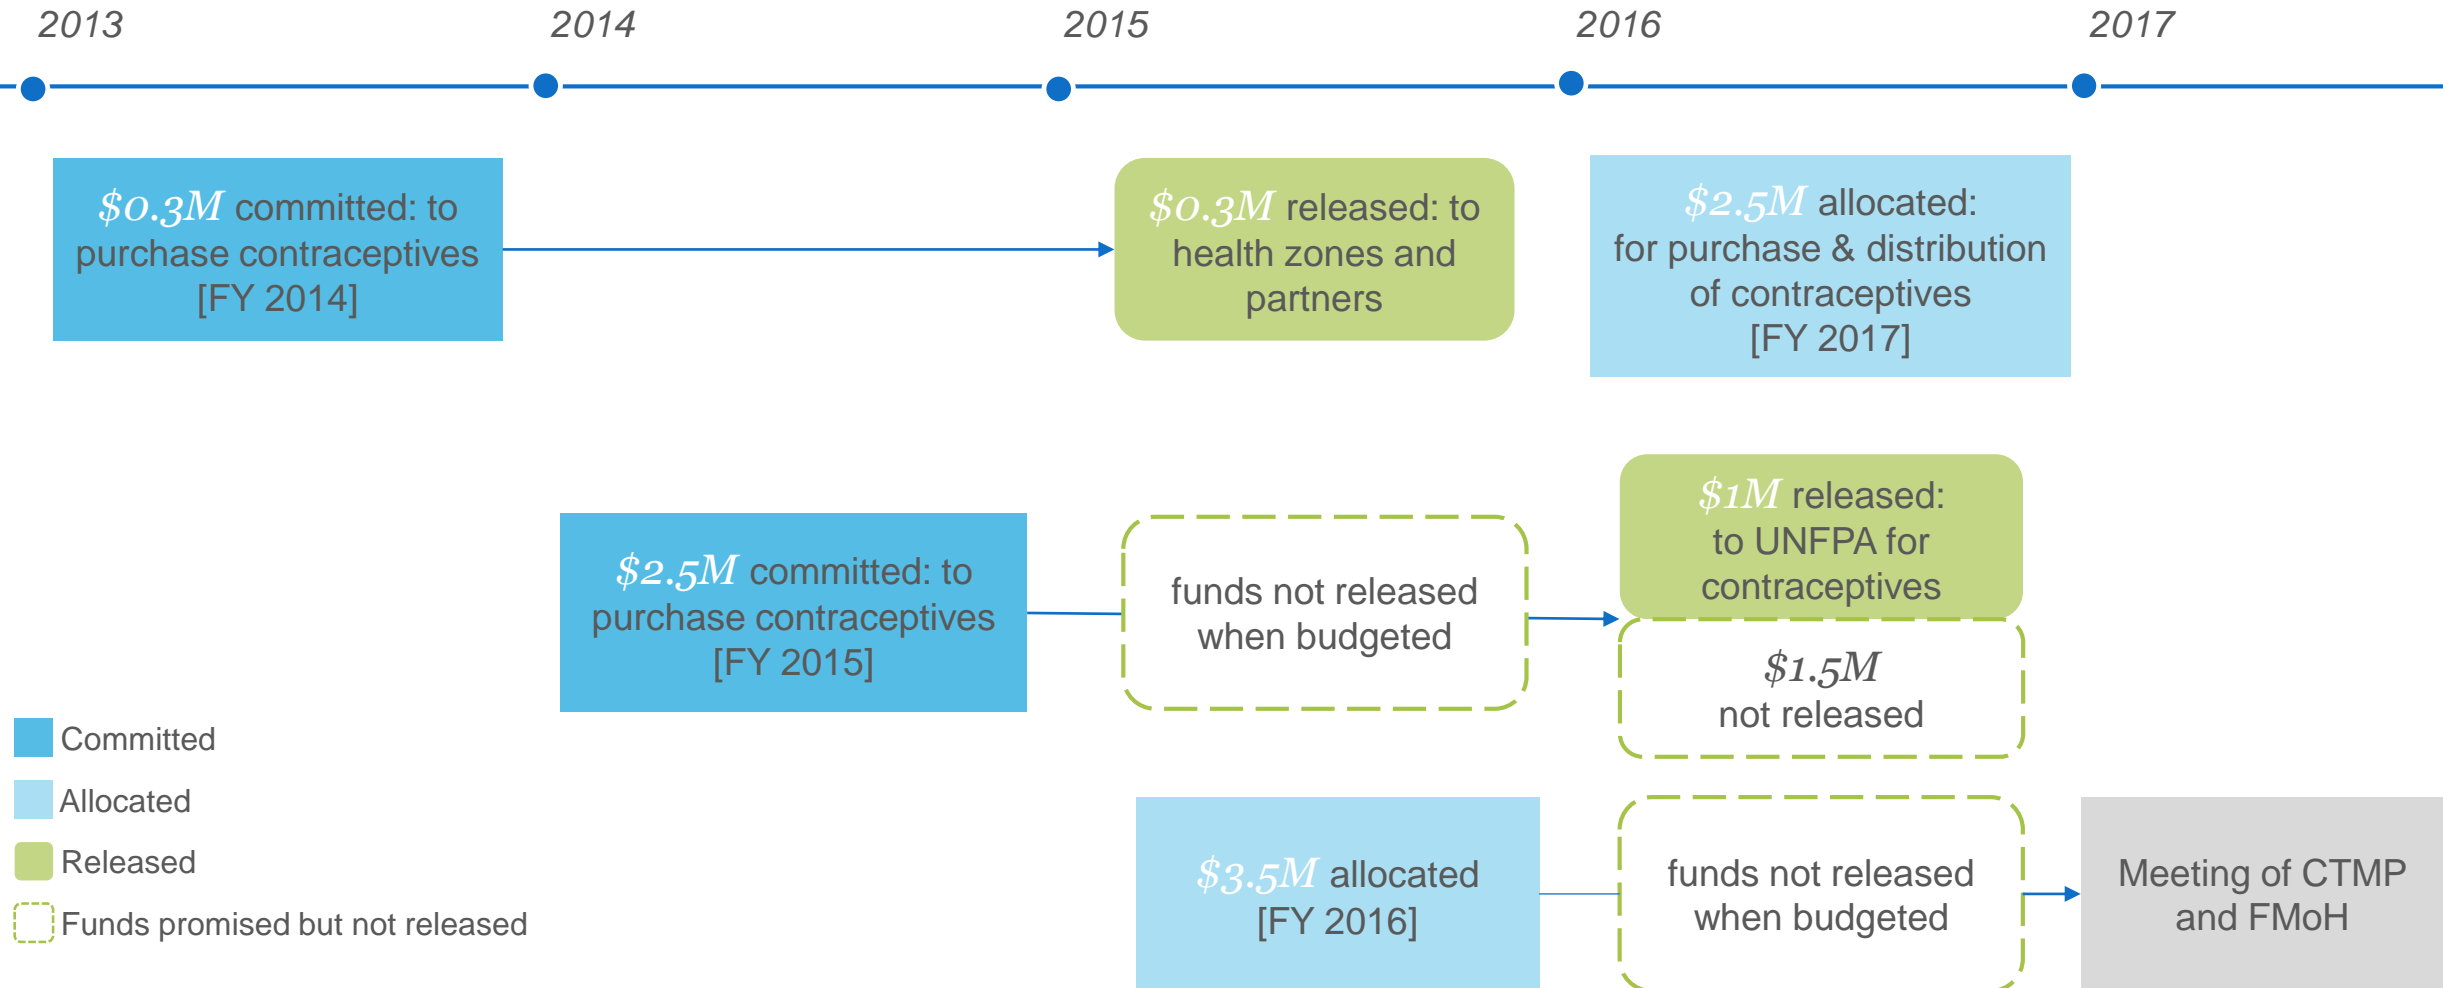 2013
2014
2015
2016
2017
$0.3M committed: to
purchase contraceptives
[FY 2014]
$0.3M released: to
health zones and
partners
$2.5M allocated:
for purchase & distribution
of contraceptives
[FY 2017]
$2.5M committed: to
purchase contraceptives
[FY 2015]
funds not released
when budgeted
$1M released:
to UNFPA for
contraceptives
$1.5M
not released
$3.5M allocated
[FY 2016]
funds not released
when budgeted
Meeting of CTMP
and FMoH
Committed
Allocated
Released
Funds promised but not released